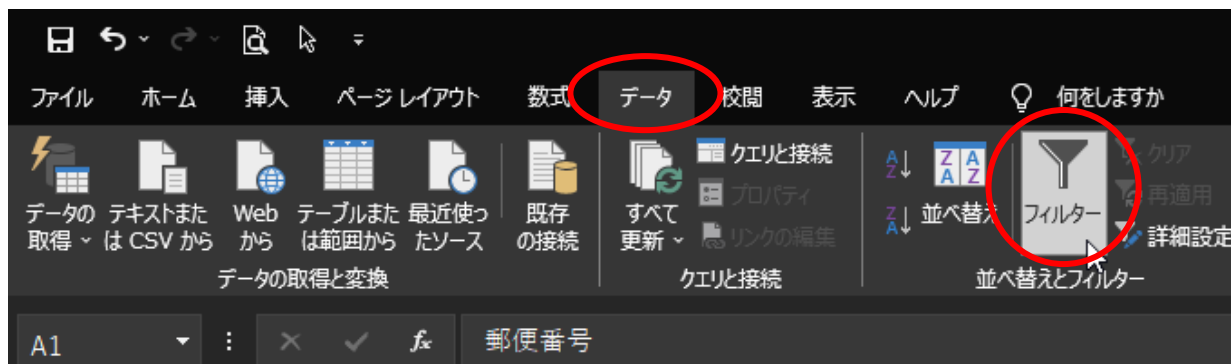 ファイル ホーム 挿入 ページ レイアウト 数式 データ 校閲 表示 ヘルプ 何をしますか
データの取得
テキストまたは CSV から
Web から
テーブルまたは範囲から
最近使ったソース
既存の接続
すべて更新
クエリと接続
プロパティ
リンクの編集
並べ替え
フィルター
クリア
再適用
詳細設定
データの取得と変換 クエリと接続 並べ替えとフィルター
A1 fx 郵便番号